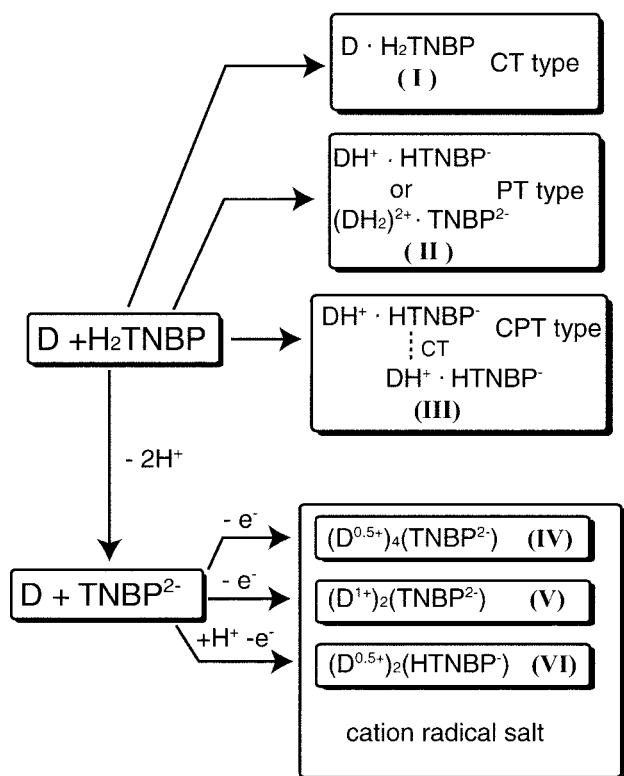 D · H₂TNBP CT type
( I )
DH⁺ · HTNBP⁻
or PT type
(DH₂)²⁺ · TNBP²⁻
( II )
DH⁺ · HTNBP⁻ CPT type
CT
DH⁺ · HTNBP⁻
(III)
D +H₂TNBP
- 2H⁺
- e⁻
(D⁰·⁵⁺)₄(TNBP²⁻) (IV)
D + TNBP²⁻
- e⁻
(D¹⁺)₂(TNBP²⁻) (V)
+H⁺ -e⁻
(D⁰·⁵⁺)₂(HTNBP⁻) (VI)
cation radical salt